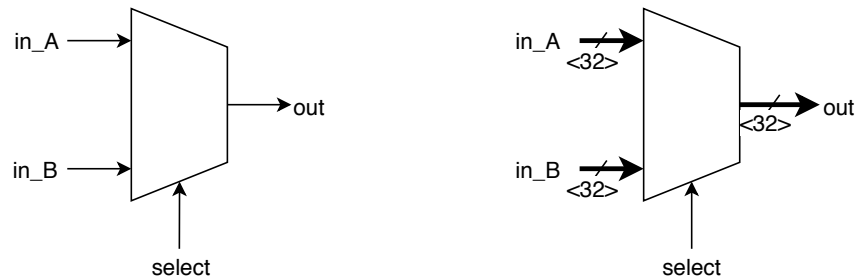 in_A
out
in_B
select
in_A
<32>
out
<32>
in_B
<32>
select